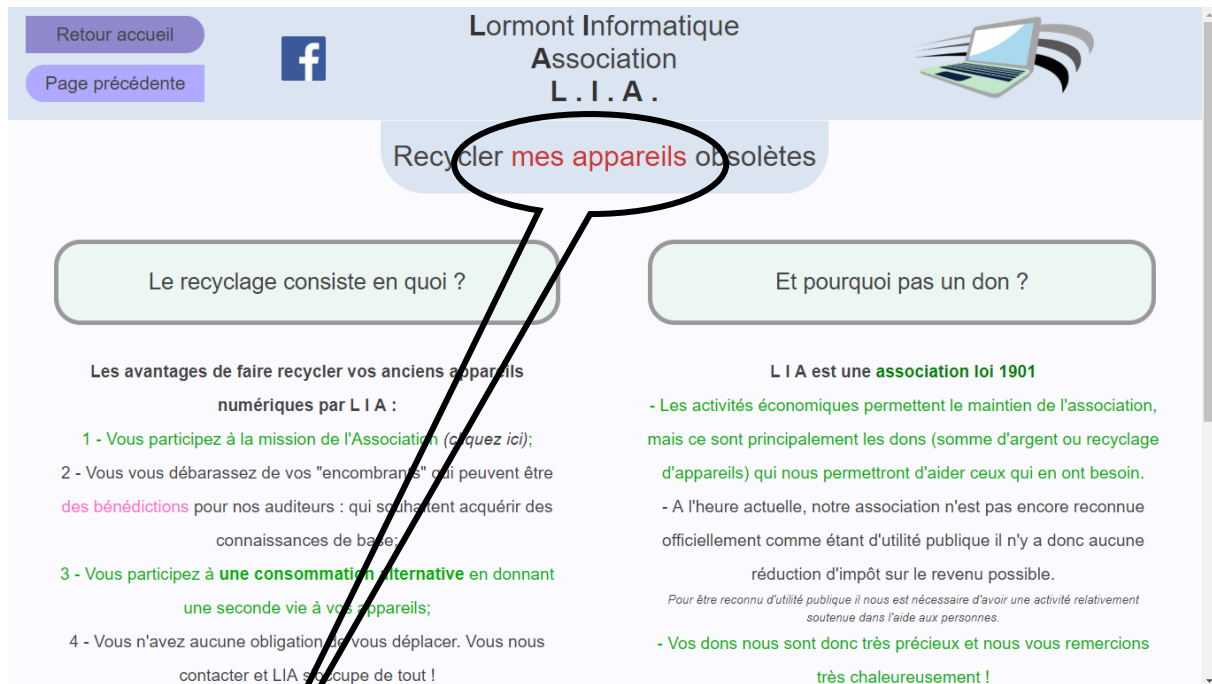 Retour accueil
Page précédente
f
Lormont Informatique
Association
L . I . A .
Recycler mes appareils obsolètes
Le recyclage consiste en quoi ?
Les avantages de faire recycler vos anciens appareils
numériques par L I A :
1 - Vous participez à la mission de l'Association (cliquez ici);
2 - Vous vous débarassez de vos "encombrants" qui peuvent être
des bénédictions pour nos auditeurs : qui souhaitent acquérir des
connaissances de base;
3 - Vous participez à une consommation alternative en donnant
une seconde vie à vos appareils;
4 - Vous n'avez aucune obligation de vous déplacer. Vous nous
contacter et LIA s'occupe de tout !
Et pourquoi pas un don ?
L I A est une association loi 1901
- Les activités économiques permettent le maintien de l'association,
mais ce sont principalement les dons (somme d'argent ou recyclage
d'appareils) qui nous permettront d'aider ceux qui en ont besoin.
- A l'heure actuelle, notre association n'est pas encore reconnue
officiellement comme étant d'utilité publique il n'y a donc aucune
réduction d'impôt sur le revenu possible.
Pour être reconnu d'utilité publique il nous est nécessaire d'avoir une activité relativement
soutenue dans l'aide aux personnes.
- Vos dons nous sont donc très précieux et nous vous remercions
très chaleureusement !